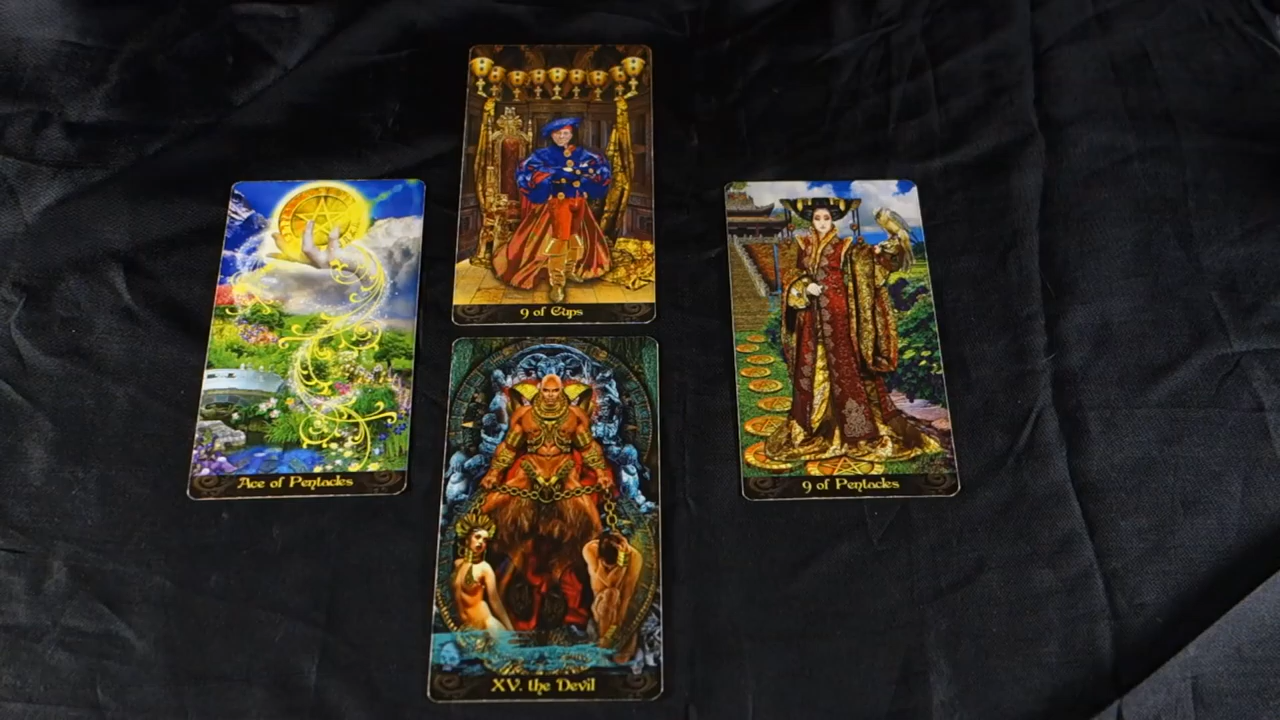 9 of Cups
Ace of Pentacles
9 of Pentacles
XV. the Devil